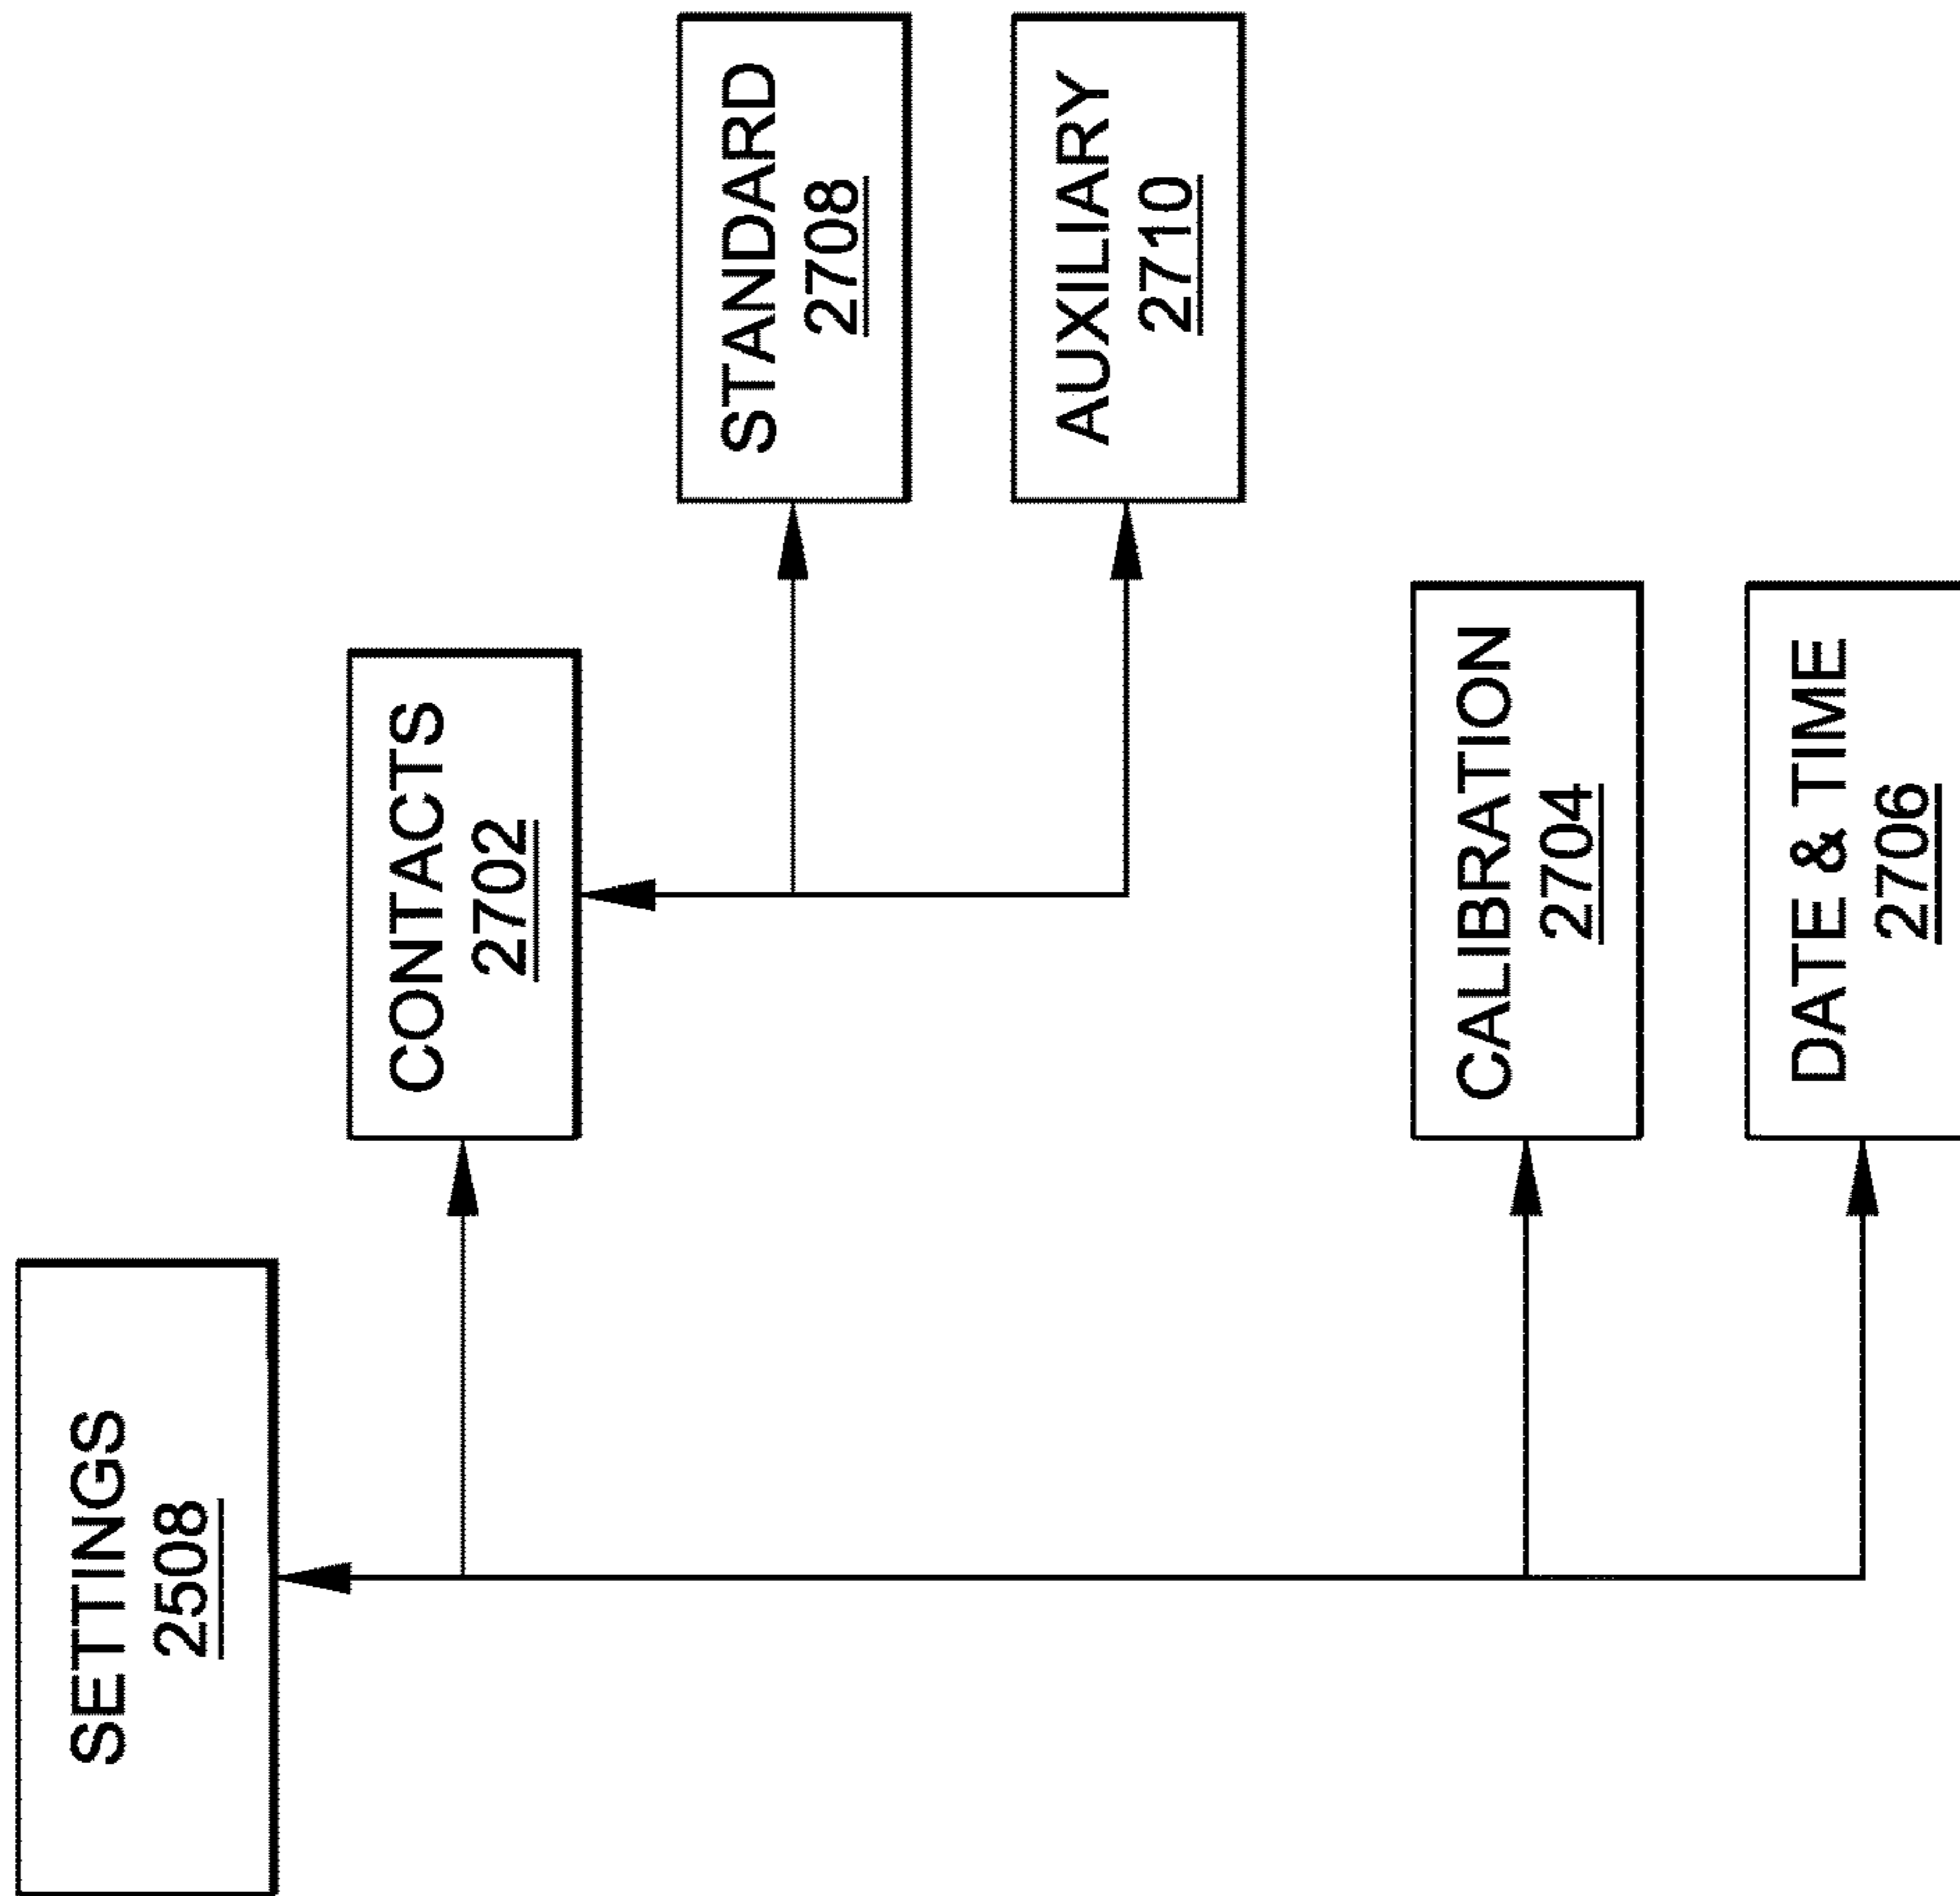 SETTINGS
2508
CONTACTS
2702
STANDARD
2708
AUXILIARY
2710
CALIBRATION
2704
DATE & TIME
2706